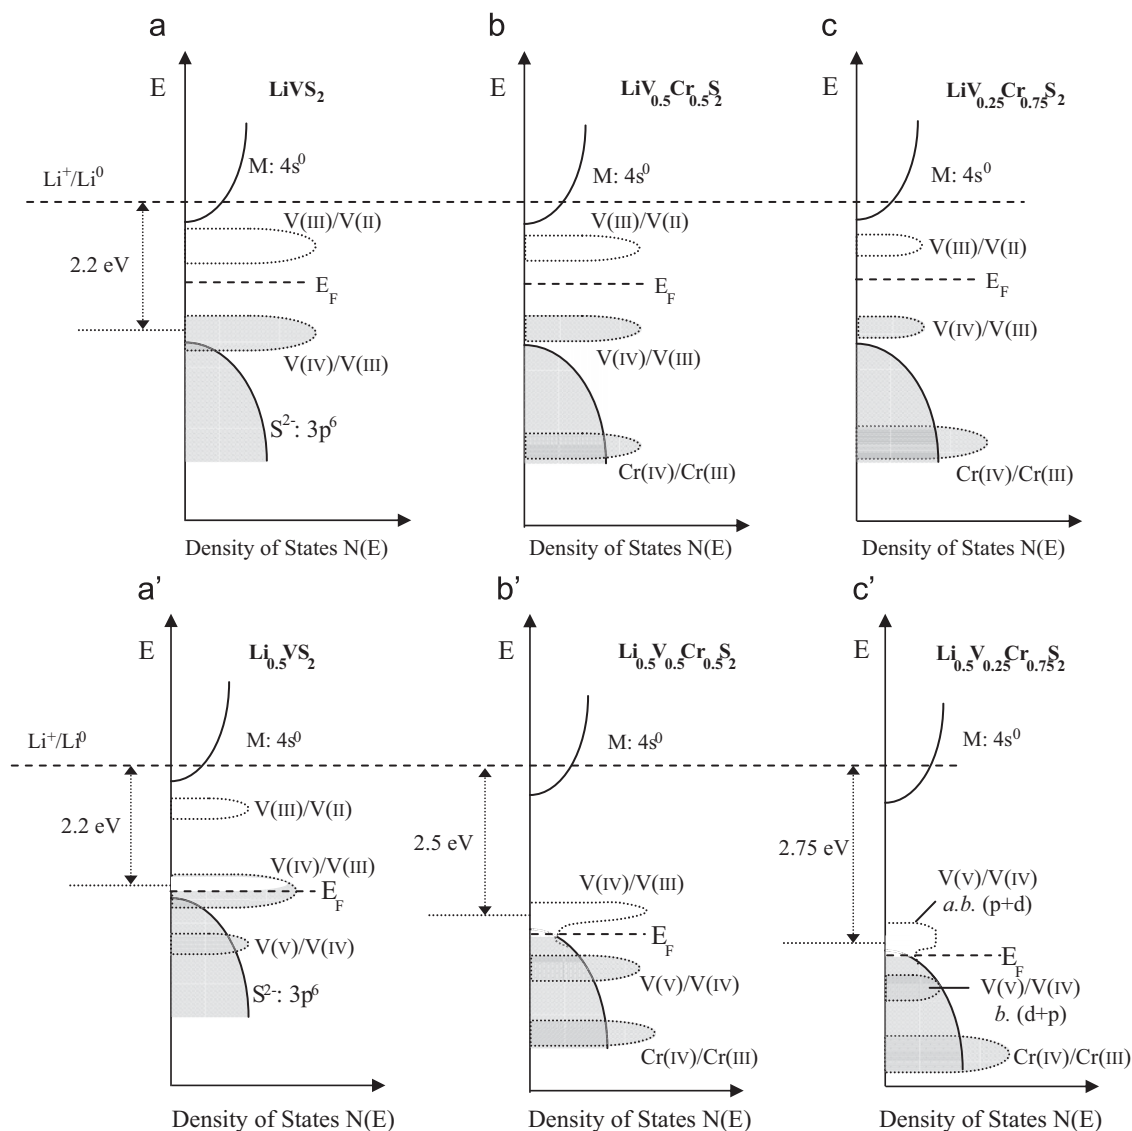 a
E
LiVS2
Li+/Li0
M: 4s0
V(III)/V(II)
2.2 eV
EF
V(IV)/V(III)
S2-: 3p6
Density of States N(E)
b
E
LiV0.5Cr0.5S2
M: 4s0
V(III)/V(II)
EF
V(IV)/V(III)
Cr(IV)/Cr(III)
Density of States N(E)
c
E
LiV0.25Cr0.75S2
M: 4s0
V(III)/V(II)
EF
V(IV)/V(III)
Cr(IV)/Cr(III)
Density of States N(E)
a’
E
Li0.5VS2
Li+/Li0
M: 4s0
V(III)/V(II)
2.2 eV
V(IV)/V(III)
EF
V(V)/V(IV)
S2-: 3p6
Density of States N(E)
b’
E
Li0.5V0.5Cr0.5S2
M: 4s0
2.5 eV
V(IV)/V(III)
EF
V(V)/V(IV)
Cr(IV)/Cr(III)
Density of States N(E)
c’
E
Li0.5V0.25Cr0.75S2
M: 4s0
2.75 eV
V(V)/V(IV)
a.b. (p+d)
EF
V(V)/V(IV)
b. (d+p)
Cr(IV)/Cr(III)
Density of States N(E)